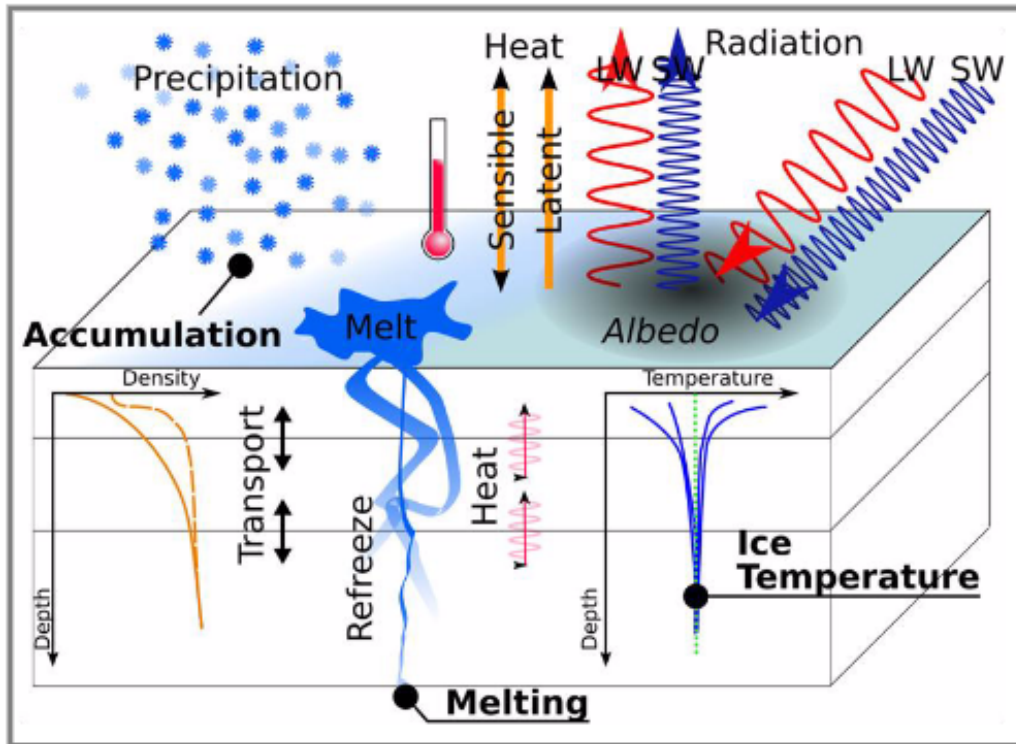 Heat
Radiation
LW
SW
LW
SW
Precipitation
Sensible
Latent
Accumulation
Melt
Albedo
Density
Temperature
Transport
Heat
Refreeze
Ice
Temperature
Depth
Depth
Melting